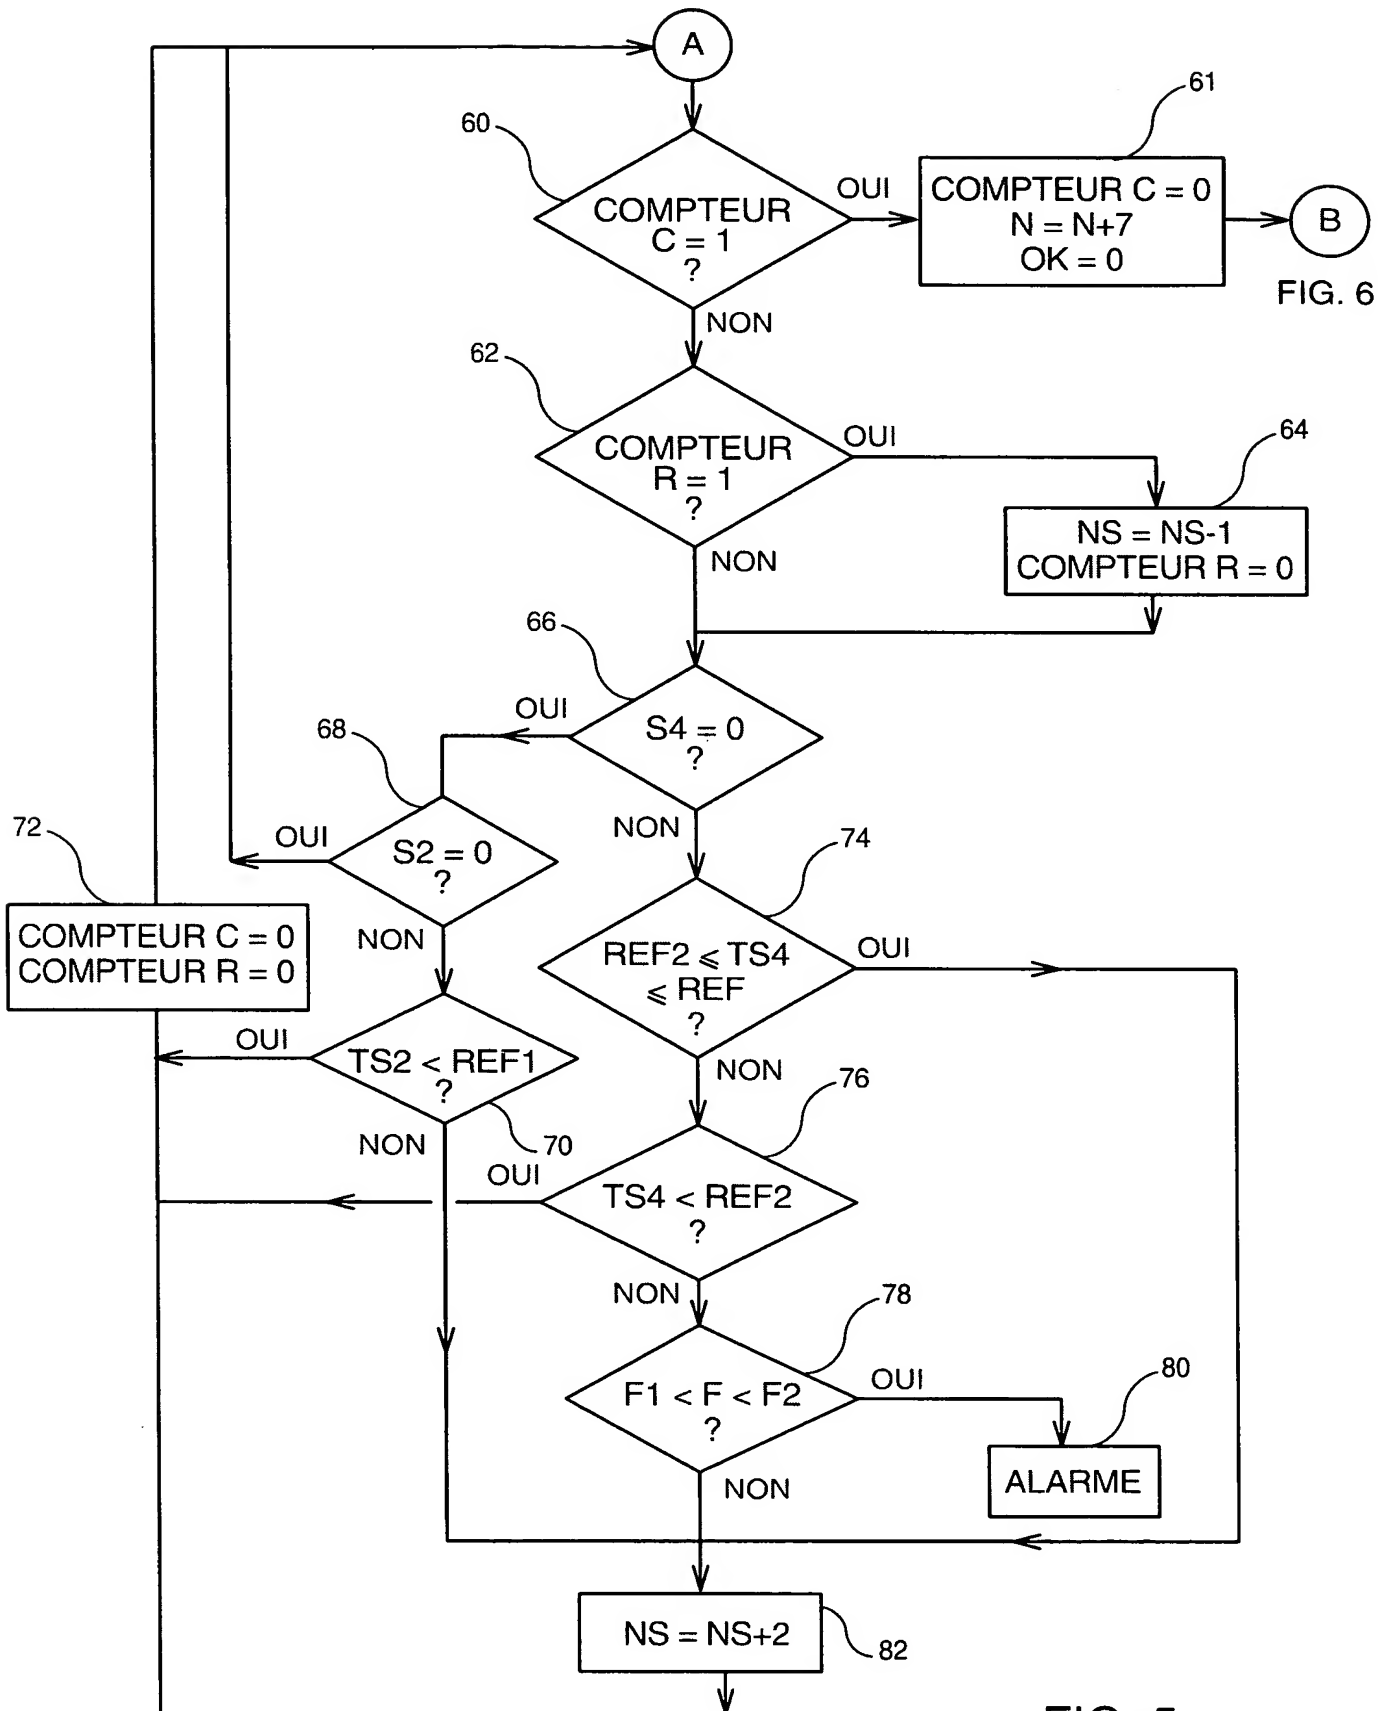 A
61
60
OUI
COMPTEUR C = 0
N = N+7
OK = 0
B
COMPTEUR
C = 1
?
FIG. 6
NON
62
64
OUI
COMPTEUR
R = 1
?
NS = NS-1
COMPTEUR R = 0
NON
66
OUI
68
S4 = 0
?
72
OUI
NON
74
S2 = 0
?
COMPTEUR C = 0
COMPTEUR R = 0
NON
REF2 ⩽ TS4
⩽ REF
?
OUI
OUI
TS2 < REF1
?
NON
76
NON
70
OUI
TS4 < REF2
?
NON
78
80
F1 < F < F2
?
OUI
ALARME
NON
NS = NS+2
82